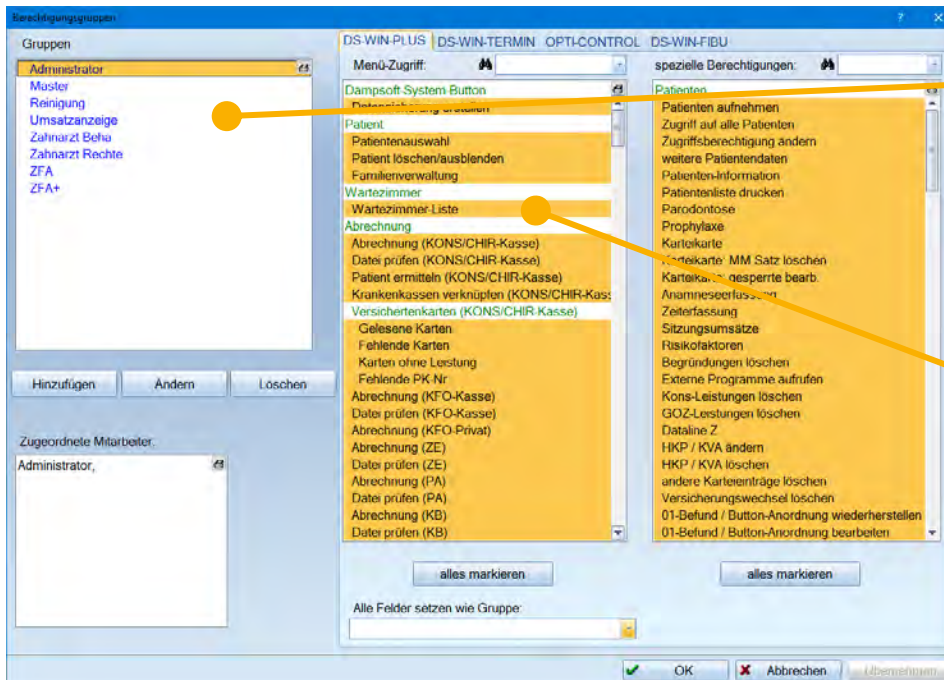 Berechtigungsgruppen
Gruppen
Administrator
Master
Reinigung
Umsatzanzeige
Zahnarzt Beha
Zahnarzt Rechte
ZFA
ZFA+
Hinzufügen Ändern Löschen
Zugeordnete Mitarbeiter:
Administrator,
DS-WIN-PLUS DS-WIN-TERMIN OPTI-CONTROL DS-WIN-FIBU
Menü-Zugriff:
Dampsoft-System-Button
Datensicherung erstellen
Patient
Patientenauswahl
Patient löschen/ausblenden
Familienverwaltung
Wartezimmer
Wartezimmer-Liste
Abrechnung
Abrechnung (KONS/CHIR-Kasse)
Datei prüfen (KONS/CHIR-Kasse)
Patient ermitteln (KONS/CHIR-Kasse)
Krankenkassen verknüpfen (KONS/CHIR-Kass
Versichertenkarten (KONS/CHIR-Kasse)
Gelesene Karten
Fehlende Karten
Karten ohne Leistung
Fehlende PK-Nr
Abrechnung (KFO-Kasse)
Datei prüfen (KFO-Kasse)
Abrechnung (KFO-Privat)
Abrechnung (ZE)
Datei prüfen (ZE)
Abrechnung (PA)
Datei prüfen (PA)
Abrechnung (KB)
Datei prüfen (KB)
alles markieren
Alle Felder setzen wie Gruppe:
spezielle Berechtigungen:
Patienten
Patienten aufnehmen
Zugriff auf alle Patienten
Zugriffsberechtigung ändern
weitere Patientendaten
Patienten-Information
Patientenliste drucken
Parodontose
Prophylaxe
Karteikarte
Karteikarte: MM Satz löschen
Karteikarte: gesperrte bearb.
Anamneseerfassung
Zeiterfassung
Sitzungsumsätze
Risikofaktoren
Begründungen löschen
Externe Programme aufrufen
Kons-Leistungen löschen
GOZ-Leistungen löschen
Dataline Z
HKP / KVA ändern
HKP / KVA löschen
andere Karteieinträge löschen
Versicherungswechsel löschen
01-Befund / Button-Anordnung wiederherstellen
01-Befund / Button-Anordnung bearbeiten
alles markieren
OK Abbrechen Übernehmen